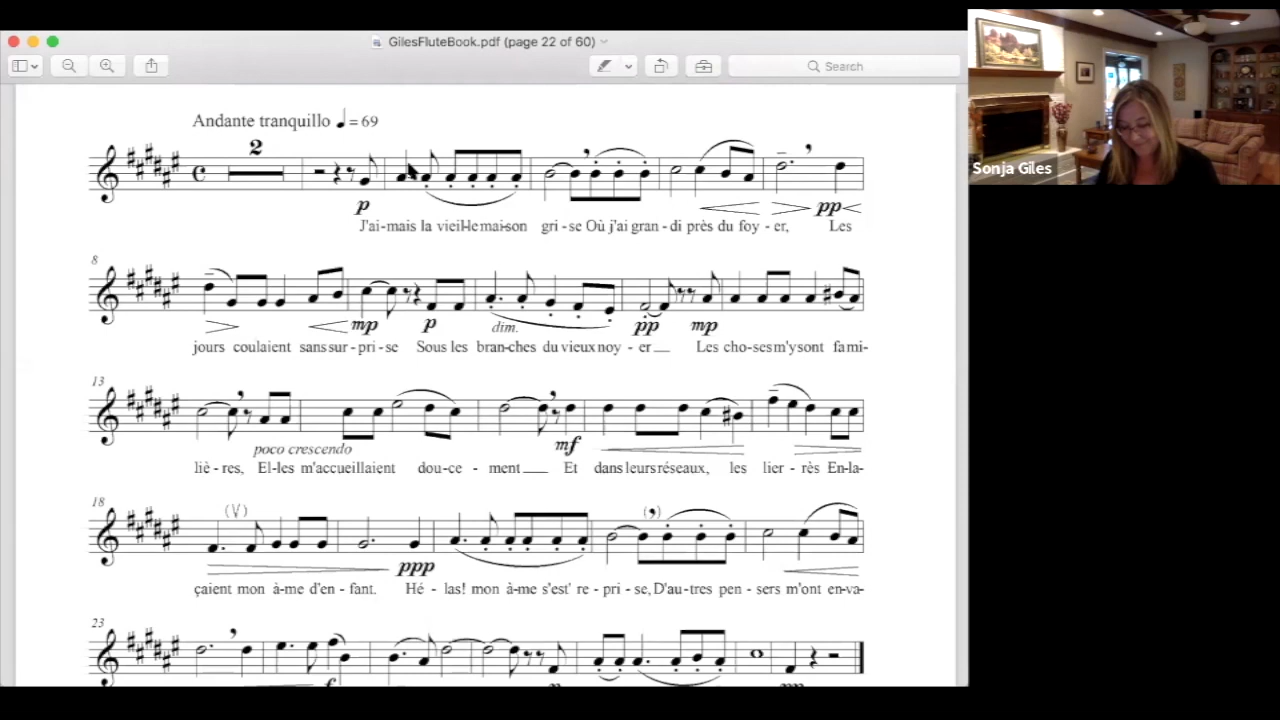 GilesFluteBook.pdf (page 22 of 60)
Search
Sonja Giles
Andante tranquillo ♩ = 69
2
p
pp
J'ai-mais la vieil-le mai-son gri-se Où j'ai gran-di près du foy-er, Les
8
mp p dim. pp mp
jours coulaient sans sur-pri-se Sous les bran-ches du vieux noy-er__ Les cho-ses m'y sont fa-mi-
13
poco crescendo mf
liè-res, El-les m'accueillaient dou-ce-ment__ Et dans leurs réseaux, les lier-rès En-la-
18
(V) (,)
ppp
çaient mon à-me d'en-fant. Hé-las! mon à-me s'est' re-pri-se, D'au-tres pen-sers m'ont en-va-
23
f